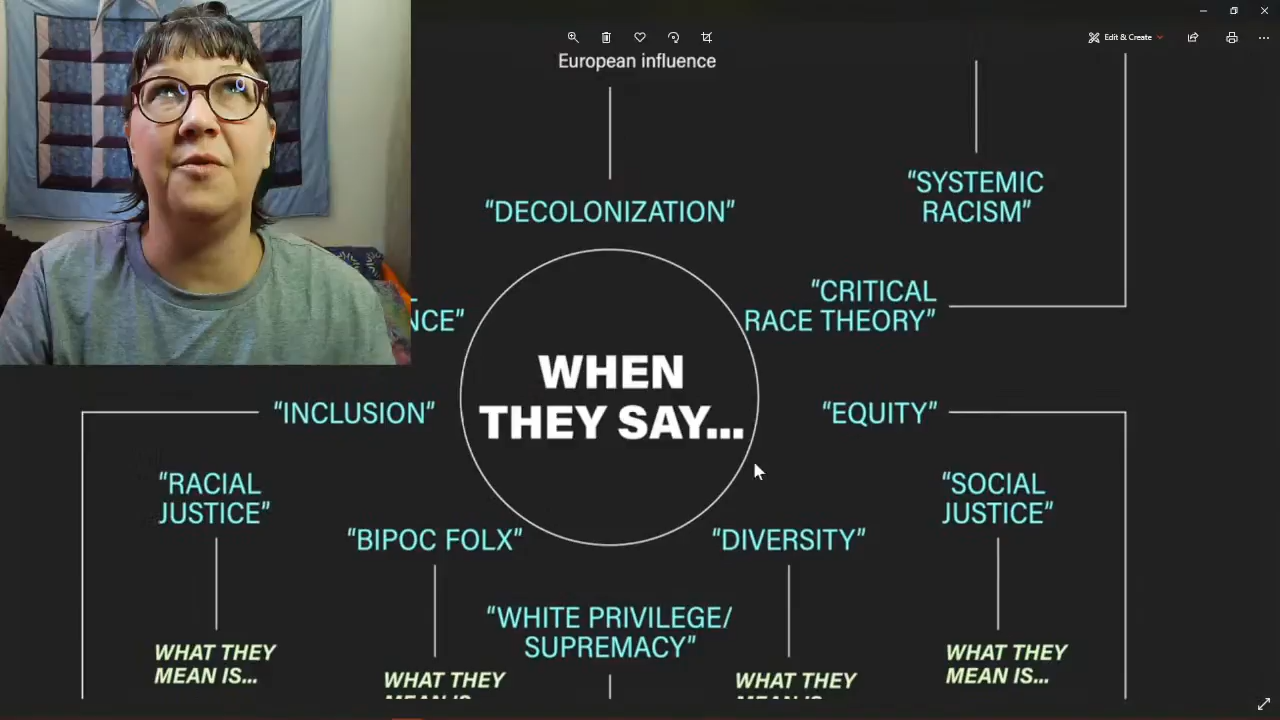 Edit & Create
European influence
"SYSTEMIC
RACISM"
"DECOLONIZATION"
"CRITICAL
RACE THEORY"
WHEN
THEY SAY...
"INCLUSION"
"EQUITY"
"RACIAL
JUSTICE"
"SOCIAL
JUSTICE"
"BIPOC FOLX"
"DIVERSITY"
"WHITE PRIVILEGE/
SUPREMACY"
WHAT THEY
MEAN IS...
WHAT THEY
MEAN IS...
WHAT THEY
WHAT THEY